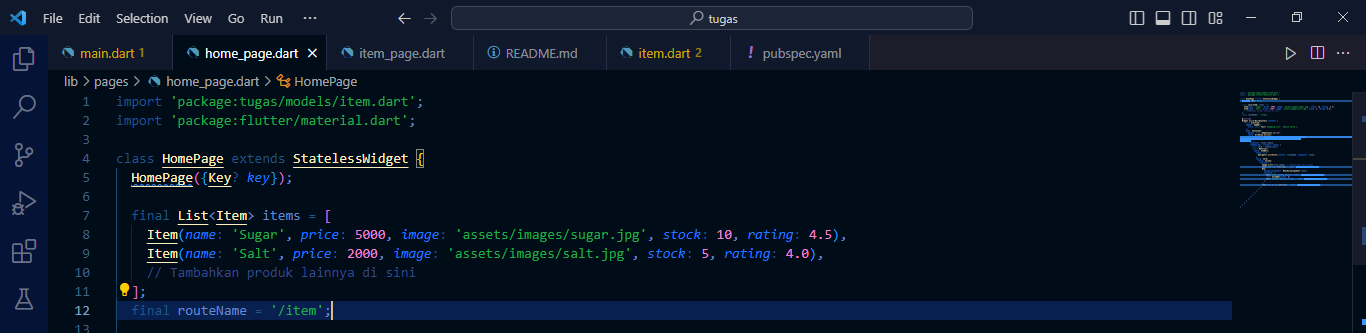 File Edit Selection View Go Run ··· tugas
main.dart 1 home_page.dart item_page.dart README.md item.dart 2 pubspec.yaml
lib > pages > home_page.dart > HomePage
1 import 'package:tugas/models/item.dart';
2 import 'package:flutter/material.dart';
3
4 class HomePage extends StatelessWidget {
5 HomePage({Key? key});
6
7 final List<Item> items = [
8 Item(name: 'Sugar', price: 5000, image: 'assets/images/sugar.jpg', stock: 10, rating: 4.5),
9 Item(name: 'Salt', price: 2000, image: 'assets/images/salt.jpg', stock: 5, rating: 4.0),
10 // Tambahkan produk lainnya di sini
11 ];
12 final routeName = '/item';
13